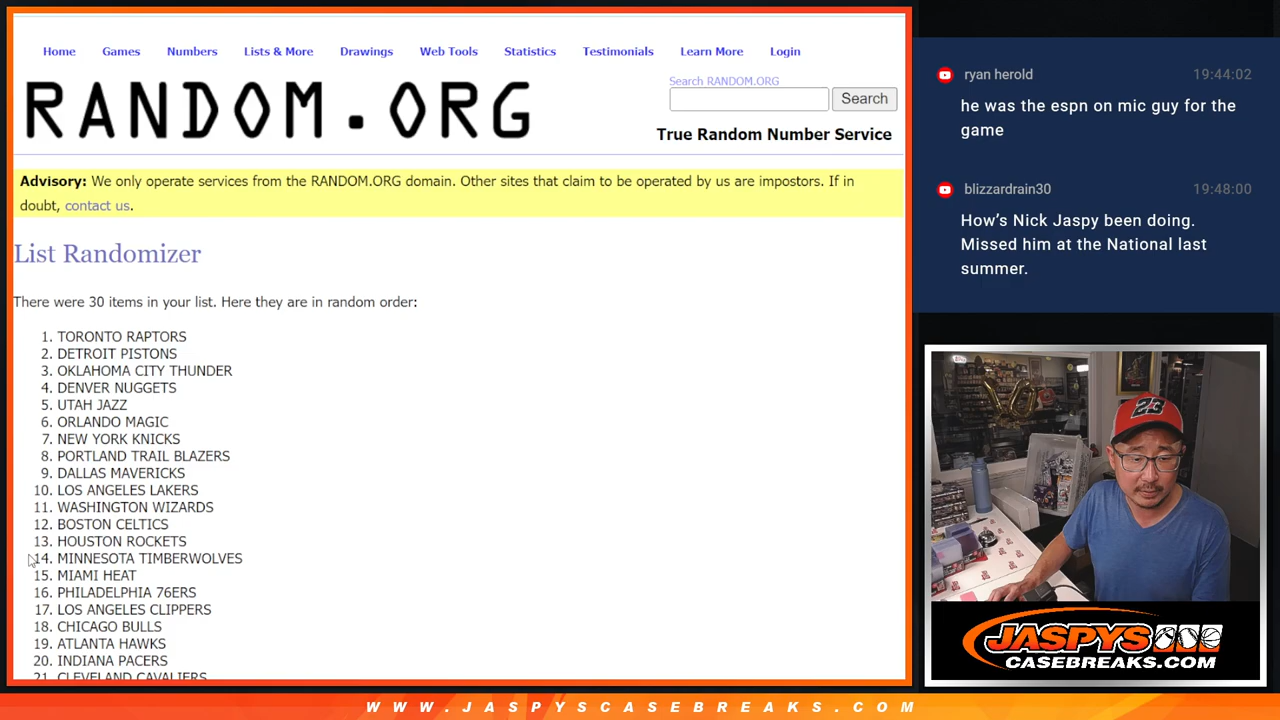 Home Games Numbers Lists & More Drawings Web Tools Statistics Testimonials Learn More Login
RANDOM.ORG
Search RANDOM.ORG
Search
True Random Number Service
Advisory: We only operate services from the RANDOM.ORG domain. Other sites that claim to be operated by us are impostors. If in
doubt, contact us.
List Randomizer
There were 30 items in your list. Here they are in random order:
1. TORONTO RAPTORS
2. DETROIT PISTONS
3. OKLAHOMA CITY THUNDER
4. DENVER NUGGETS
5. UTAH JAZZ
6. ORLANDO MAGIC
7. NEW YORK KNICKS
8. PORTLAND TRAIL BLAZERS
9. DALLAS MAVERICKS
10. LOS ANGELES LAKERS
11. WASHINGTON WIZARDS
12. BOSTON CELTICS
13. HOUSTON ROCKETS
14. MINNESOTA TIMBERWOLVES
15. MIAMI HEAT
16. PHILADELPHIA 76ERS
17. LOS ANGELES CLIPPERS
18. CHICAGO BULLS
19. ATLANTA HAWKS
20. INDIANA PACERS
21. CLEVELAND CAVALIERS
ryan herold 19:44:02
he was the espn on mic guy for the
game
blizzardrain30 19:48:00
How's Nick Jaspy been doing.
Missed him at the National last
summer.
23
JASPYS
CASEBREAKS.COM
WWW.JASPYSCASEBREAKS.COM